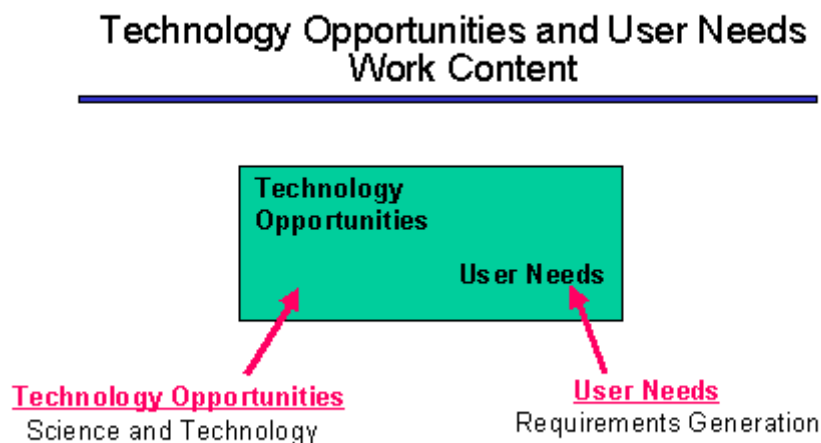 Technology Opportunities and User Needs
Work Content
Technology
Opportunities
User Needs
Technology Opportunities
Science and Technology
User Needs
Requirements Generation